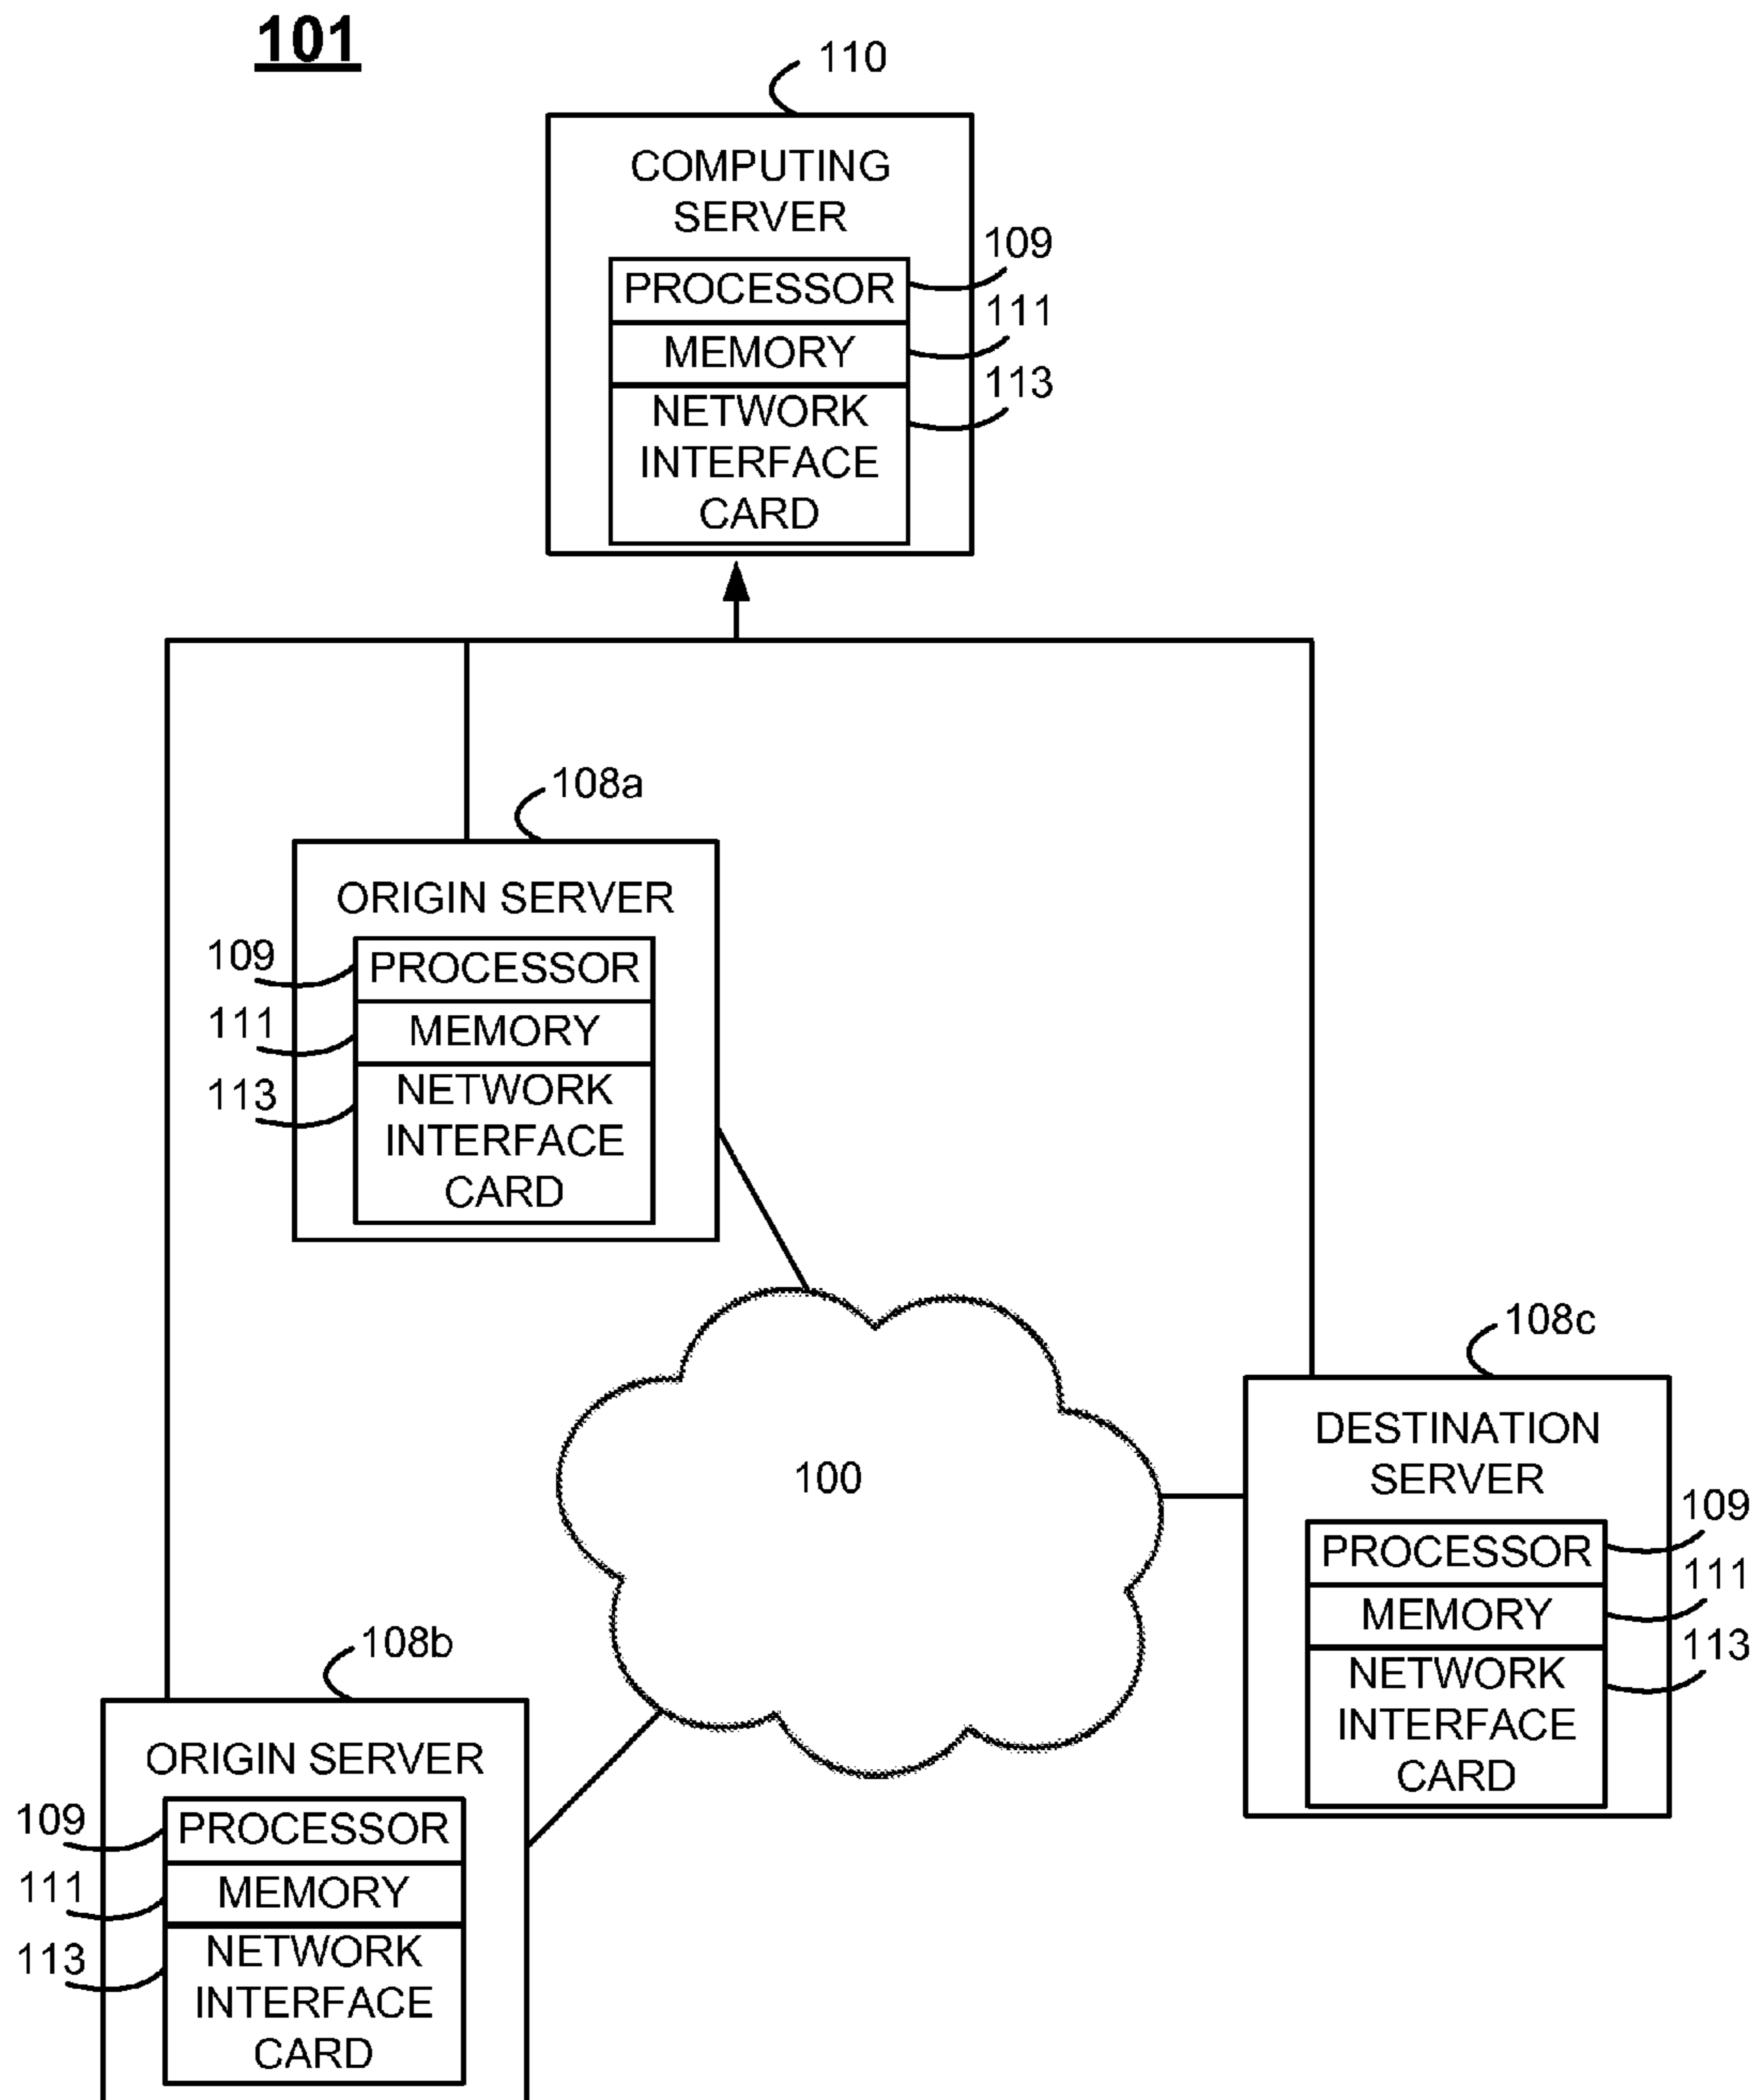 101
110
COMPUTING
SERVER
109
PROCESSOR
111
MEMORY
113
NETWORK
INTERFACE
CARD
108a
ORIGIN SERVER
109
PROCESSOR
111
MEMORY
113
NETWORK
INTERFACE
CARD
100
108c
DESTINATION
SERVER
109
PROCESSOR
111
MEMORY
113
NETWORK
INTERFACE
CARD
108b
ORIGIN SERVER
109
PROCESSOR
111
MEMORY
113
NETWORK
INTERFACE
CARD